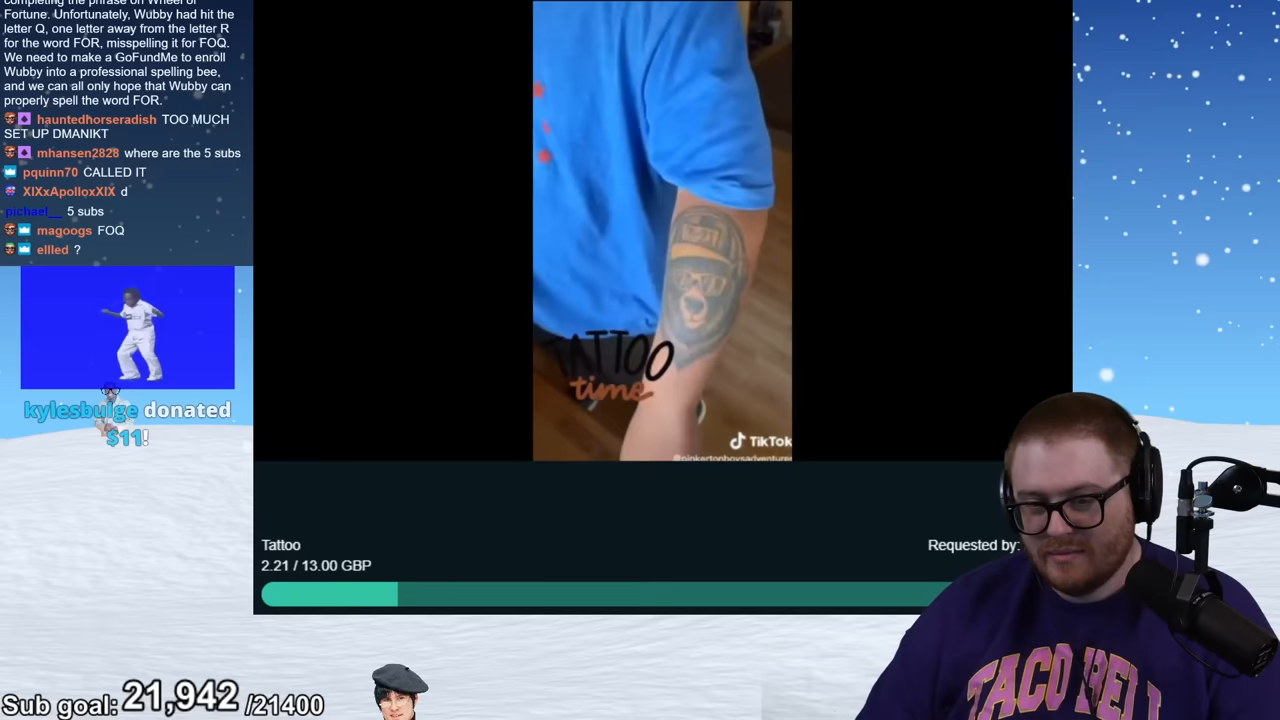 completing the phrase on Wheel of
Fortune. Unfortunately, Wubby had hit the
letter Q, one letter away from the letter R
for the word FOR, misspelling it for FOQ.
We need to make a GoFundMe to enroll
Wubby into a professional spelling bee,
and we can all only hope that Wubby can
properly spell the word FOR.
hauntedhorseradish TOO MUCH
SET UP DMANIKT
mhansen2828 where are the 5 subs
pquinn70 CALLED IT
XIXxApolloxXIX d
pichael__ 5 subs
magoogs FOQ
ellled ?
kylesbulge donated
$11!
TATTOO
time
TikTok
@pinkertonboysadventures
Tattoo
2.21 / 13.00 GBP
Requested by:
TACO BELL
Sub goal: 21,942 /21400